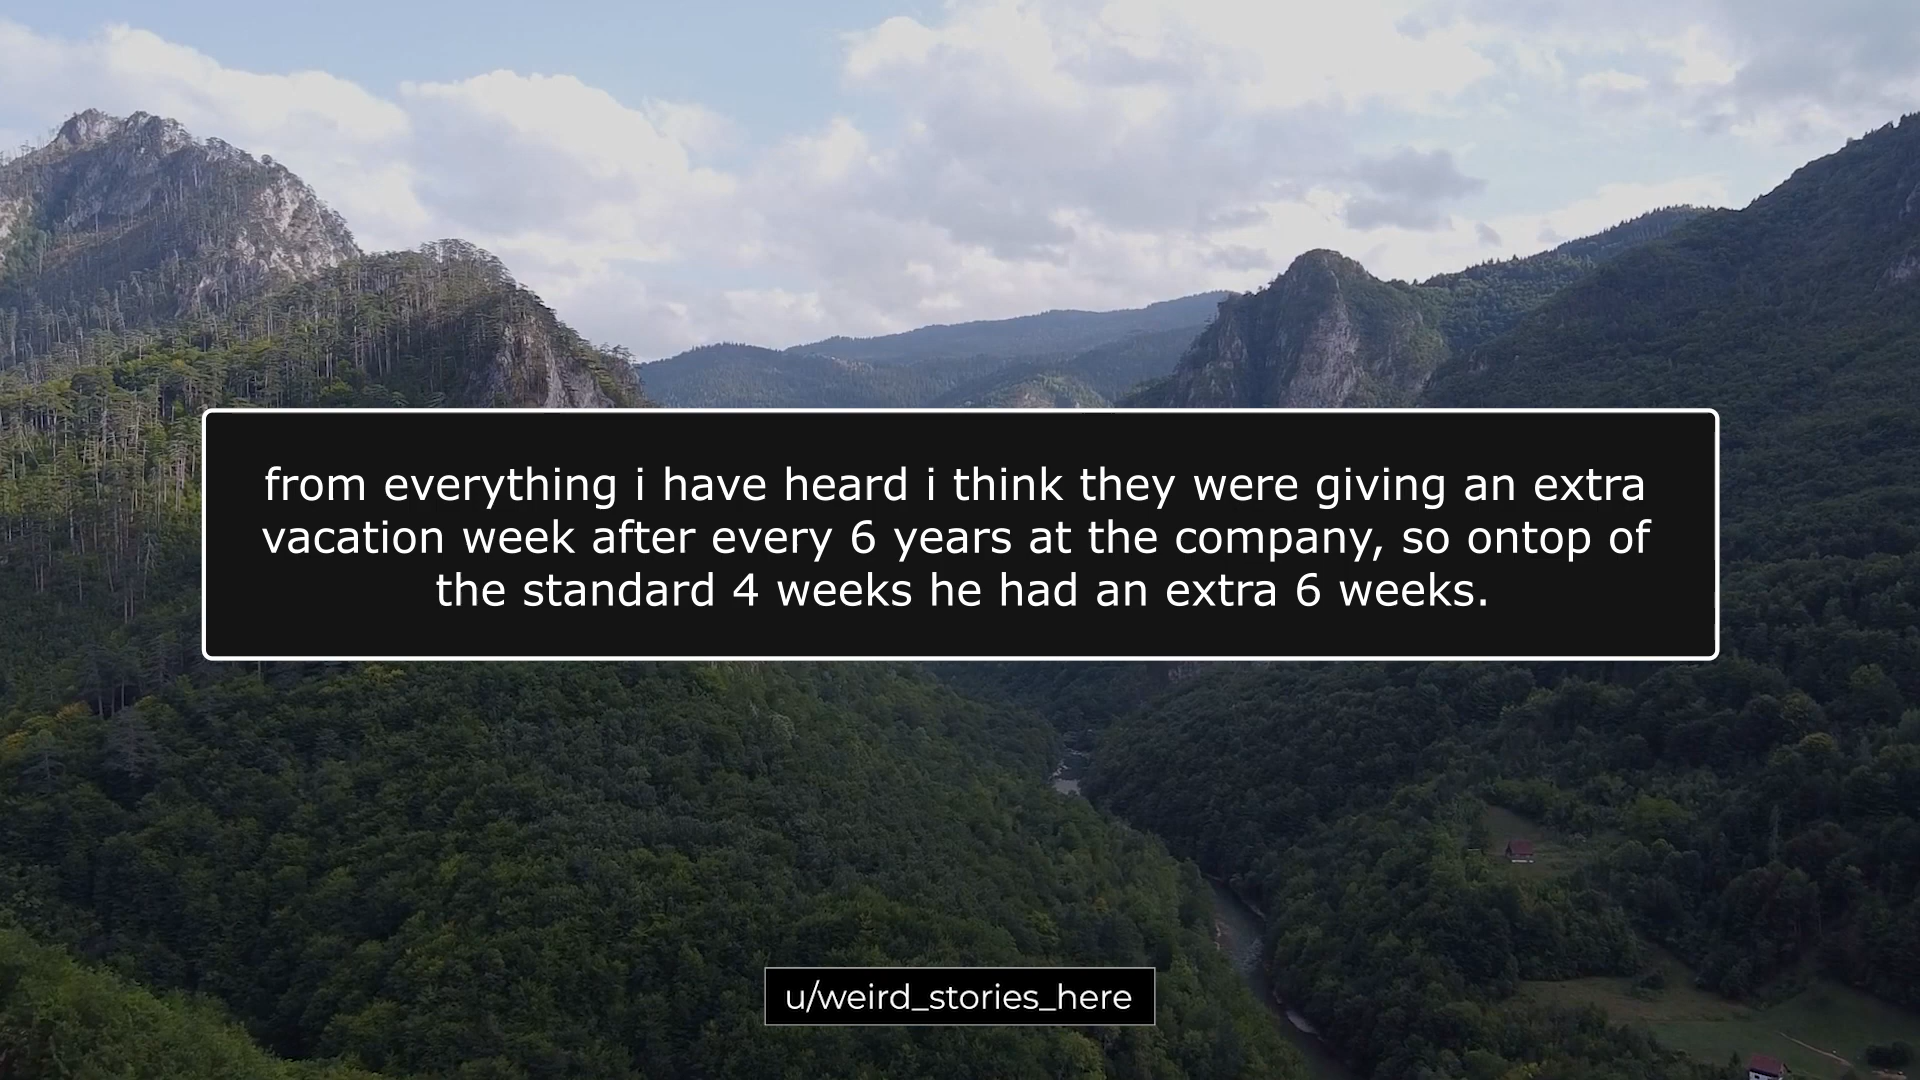 from everything i have heard i think they were giving an extra
vacation week after every 6 years at the company, so ontop of
the standard 4 weeks he had an extra 6 weeks.
u/weird_stories_here